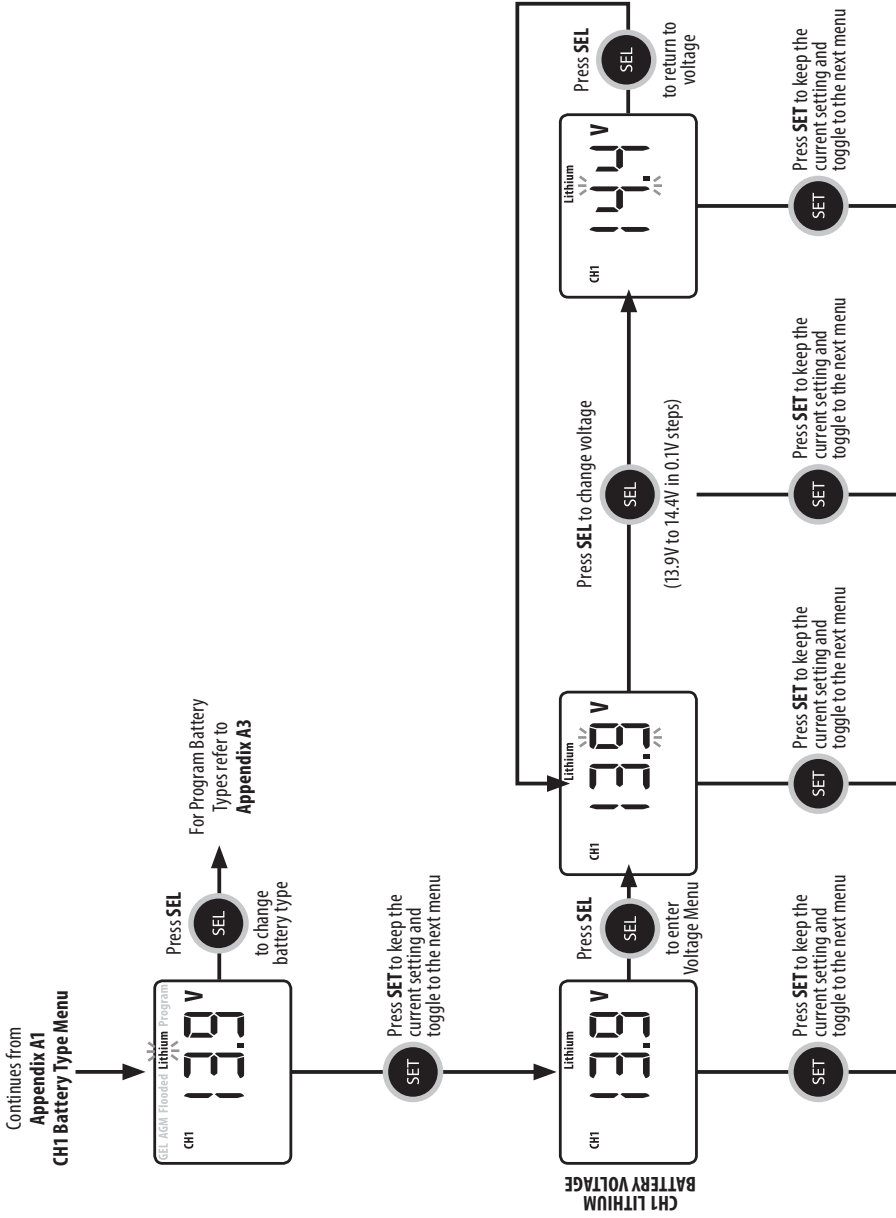 Continues from
Appendix A1
CH1 Battery Type Menu
GEL AGM Flooded Lithium Program
CH1
13.9 V
Press SEL
SEL
to change
battery type
For Program Battery
Types refer to
Appendix A3
SET
Press SET to keep the
current setting and
toggle to the next menu
CH1 LITHIUM
BATTERY VOLTAGE
Lithium
CH1
13.9 V
Press SEL
SEL
to enter
Voltage Menu
Lithium
CH1
13.9 V
Press SEL to change voltage
SEL
(13.9V to 14.4V in 0.1V steps)
Lithium
CH1
14.4 V
Press SEL
SEL
to return to
voltage
SET
Press SET to keep the
current setting and
toggle to the next menu
SET
Press SET to keep the
current setting and
toggle to the next menu
SET
Press SET to keep the
current setting and
toggle to the next menu
SET
Press SET to keep the
current setting and
toggle to the next menu